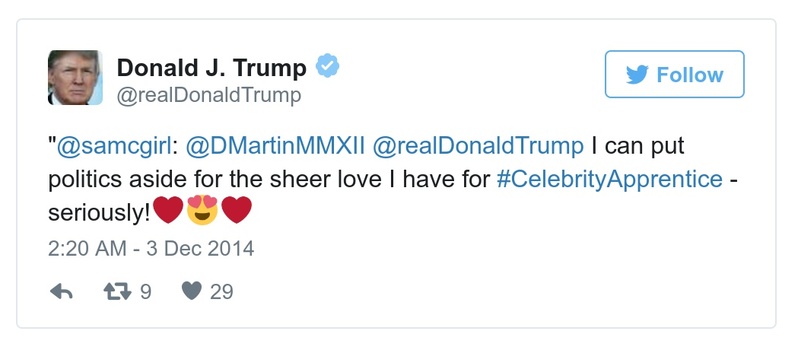 Donald J. Trump
@realDonaldTrump
Follow
"@samcgirl: @DMartinMMXII @realDonaldTrump I can put
politics aside for the sheer love I have for #CelebrityApprentice -
seriously!❤️😍❤️
2:20 AM - 3 Dec 2014
9 29